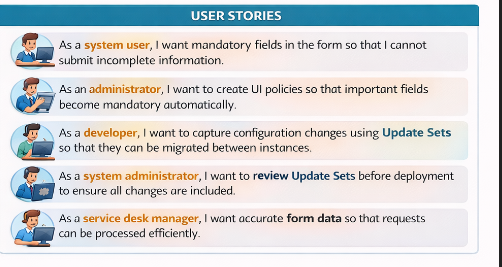 USER STORIES
As a system user, I want mandatory fields in the form so that I cannot
submit incomplete information.
As an administrator, I want to create UI policies so that important fields
become mandatory automatically.
As a developer, I want to capture configuration changes using Update Sets
so that they can be migrated between instances.
As a system administrator, I want to review Update Sets before deployment
to ensure all changes are included.
As a service desk manager, I want accurate form data so that requests
can be processed efficiently.